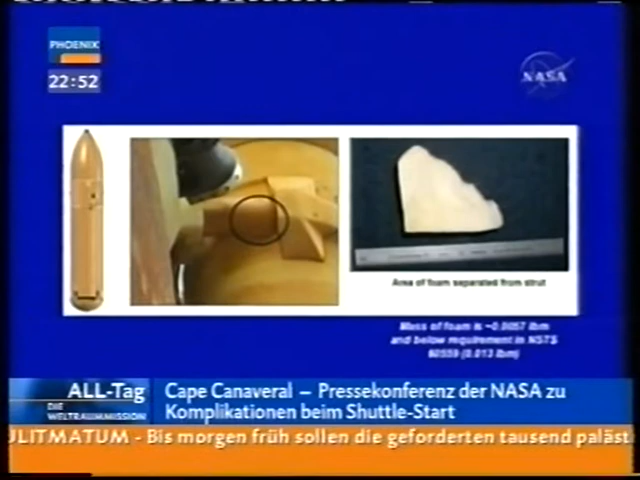 PHOENIX
22:52
NASA
Area of foam separated from strut
Mass of foam is ~0.0057 lbm
and below requirement in NSTS
60559 (0.013 lbm)
ALL-Tag
DIE
WELTRAUMMISSION
Cape Canaveral – Pressekonferenz der NASA zu
Komplikationen beim Shuttle-Start
ULITMATUM - Bis morgen früh sollen die geforderten tausend paläst